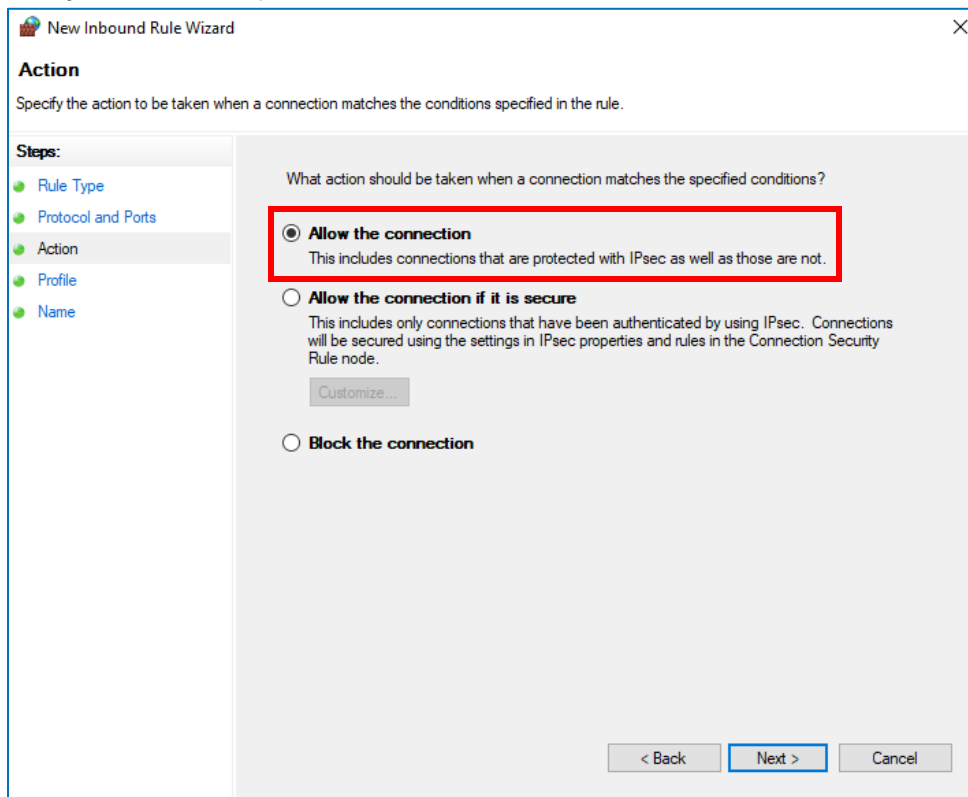 New Inbound Rule Wizard
Action
Specify the action to be taken when a connection matches the conditions specified in the rule.
Steps:
Rule Type
Protocol and Ports
Action
Profile
Name
What action should be taken when a connection matches the specified conditions?
Allow the connection
This includes connections that are protected with IPsec as well as those are not.
Allow the connection if it is secure
This includes only connections that have been authenticated by using IPsec. Connections
will be secured using the settings in IPsec properties and rules in the Connection Security
Rule node.
Customize...
Block the connection
< Back
Next >
Cancel